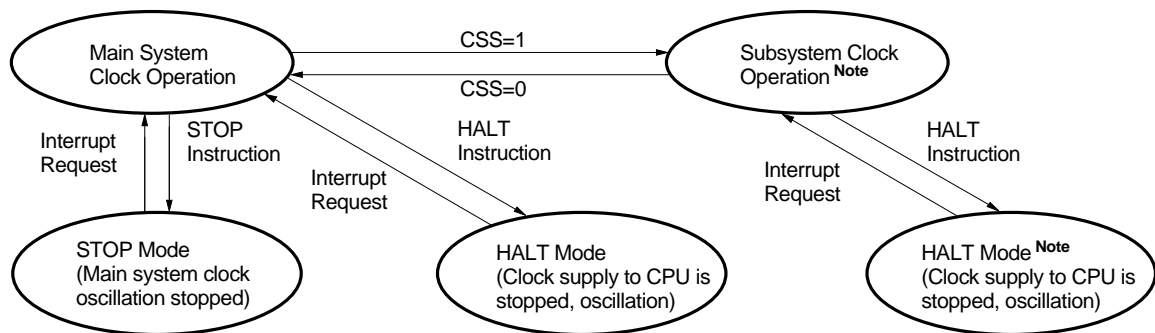 Main System
Clock Operation
CSS=1
CSS=0
Subsystem Clock
Operation Note
Interrupt
Request
STOP
Instruction
HALT
Instruction
Interrupt
Request
HALT
Instruction
Interrupt
Request
STOP Mode
(Main system clock
oscillation stopped)
HALT Mode
(Clock supply to CPU is
stopped, oscillation)
HALT Mode Note
(Clock supply to CPU is
stopped, oscillation)